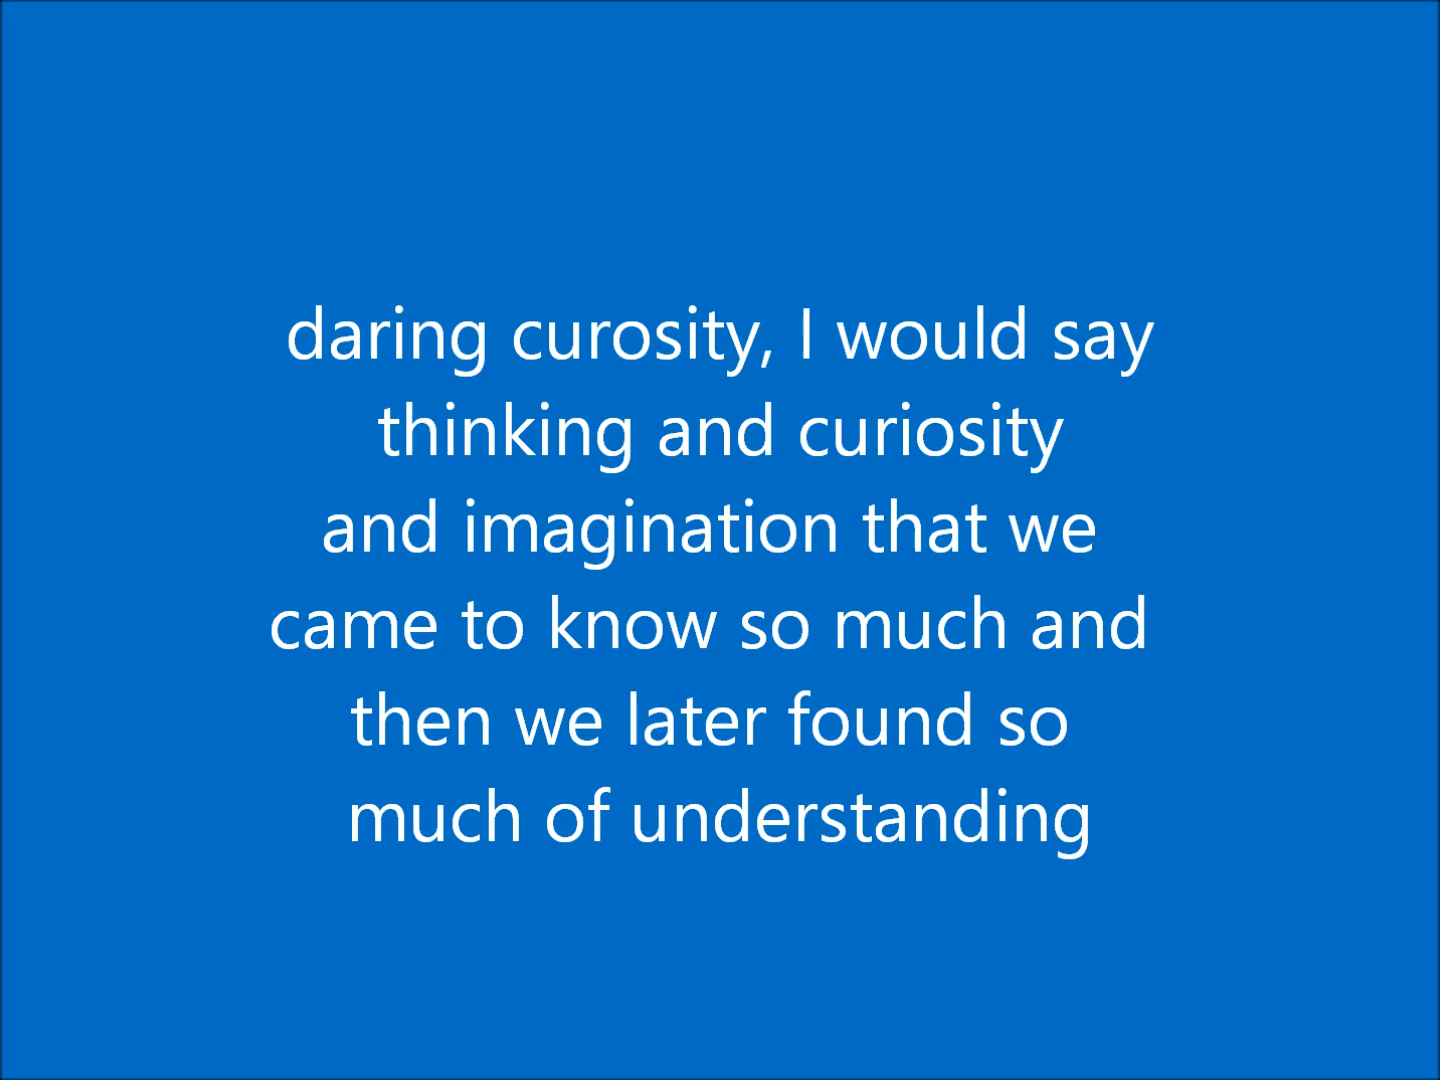 daring curosity, I would say
thinking and curiosity
and imagination that we
came to know so much and
then we later found so
much of understanding